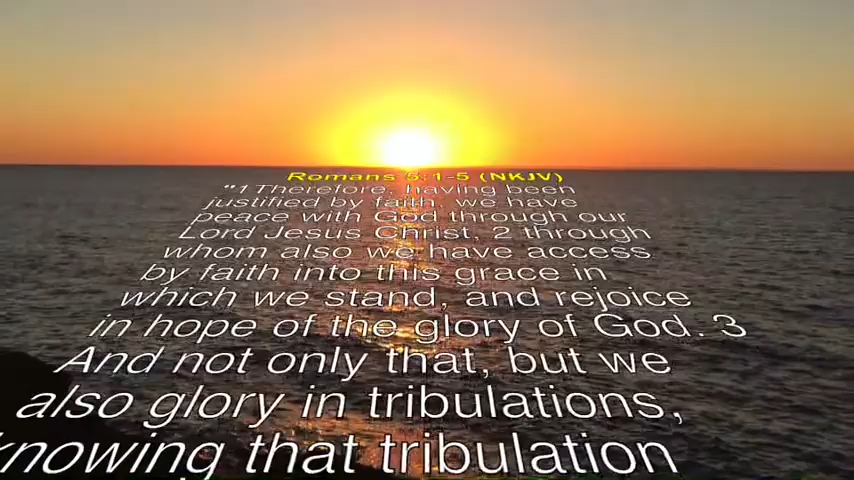 Romans 5:1-5 (NKJV)
"1 Therefore, having been
justified by faith, we have
peace with God through our
Lord Jesus Christ, 2 through
whom also we have access
by faith into this grace in
which we stand, and rejoice
in hope of the glory of God. 3
And not only that, but we
also glory in tribulations,
knowing that tribulation